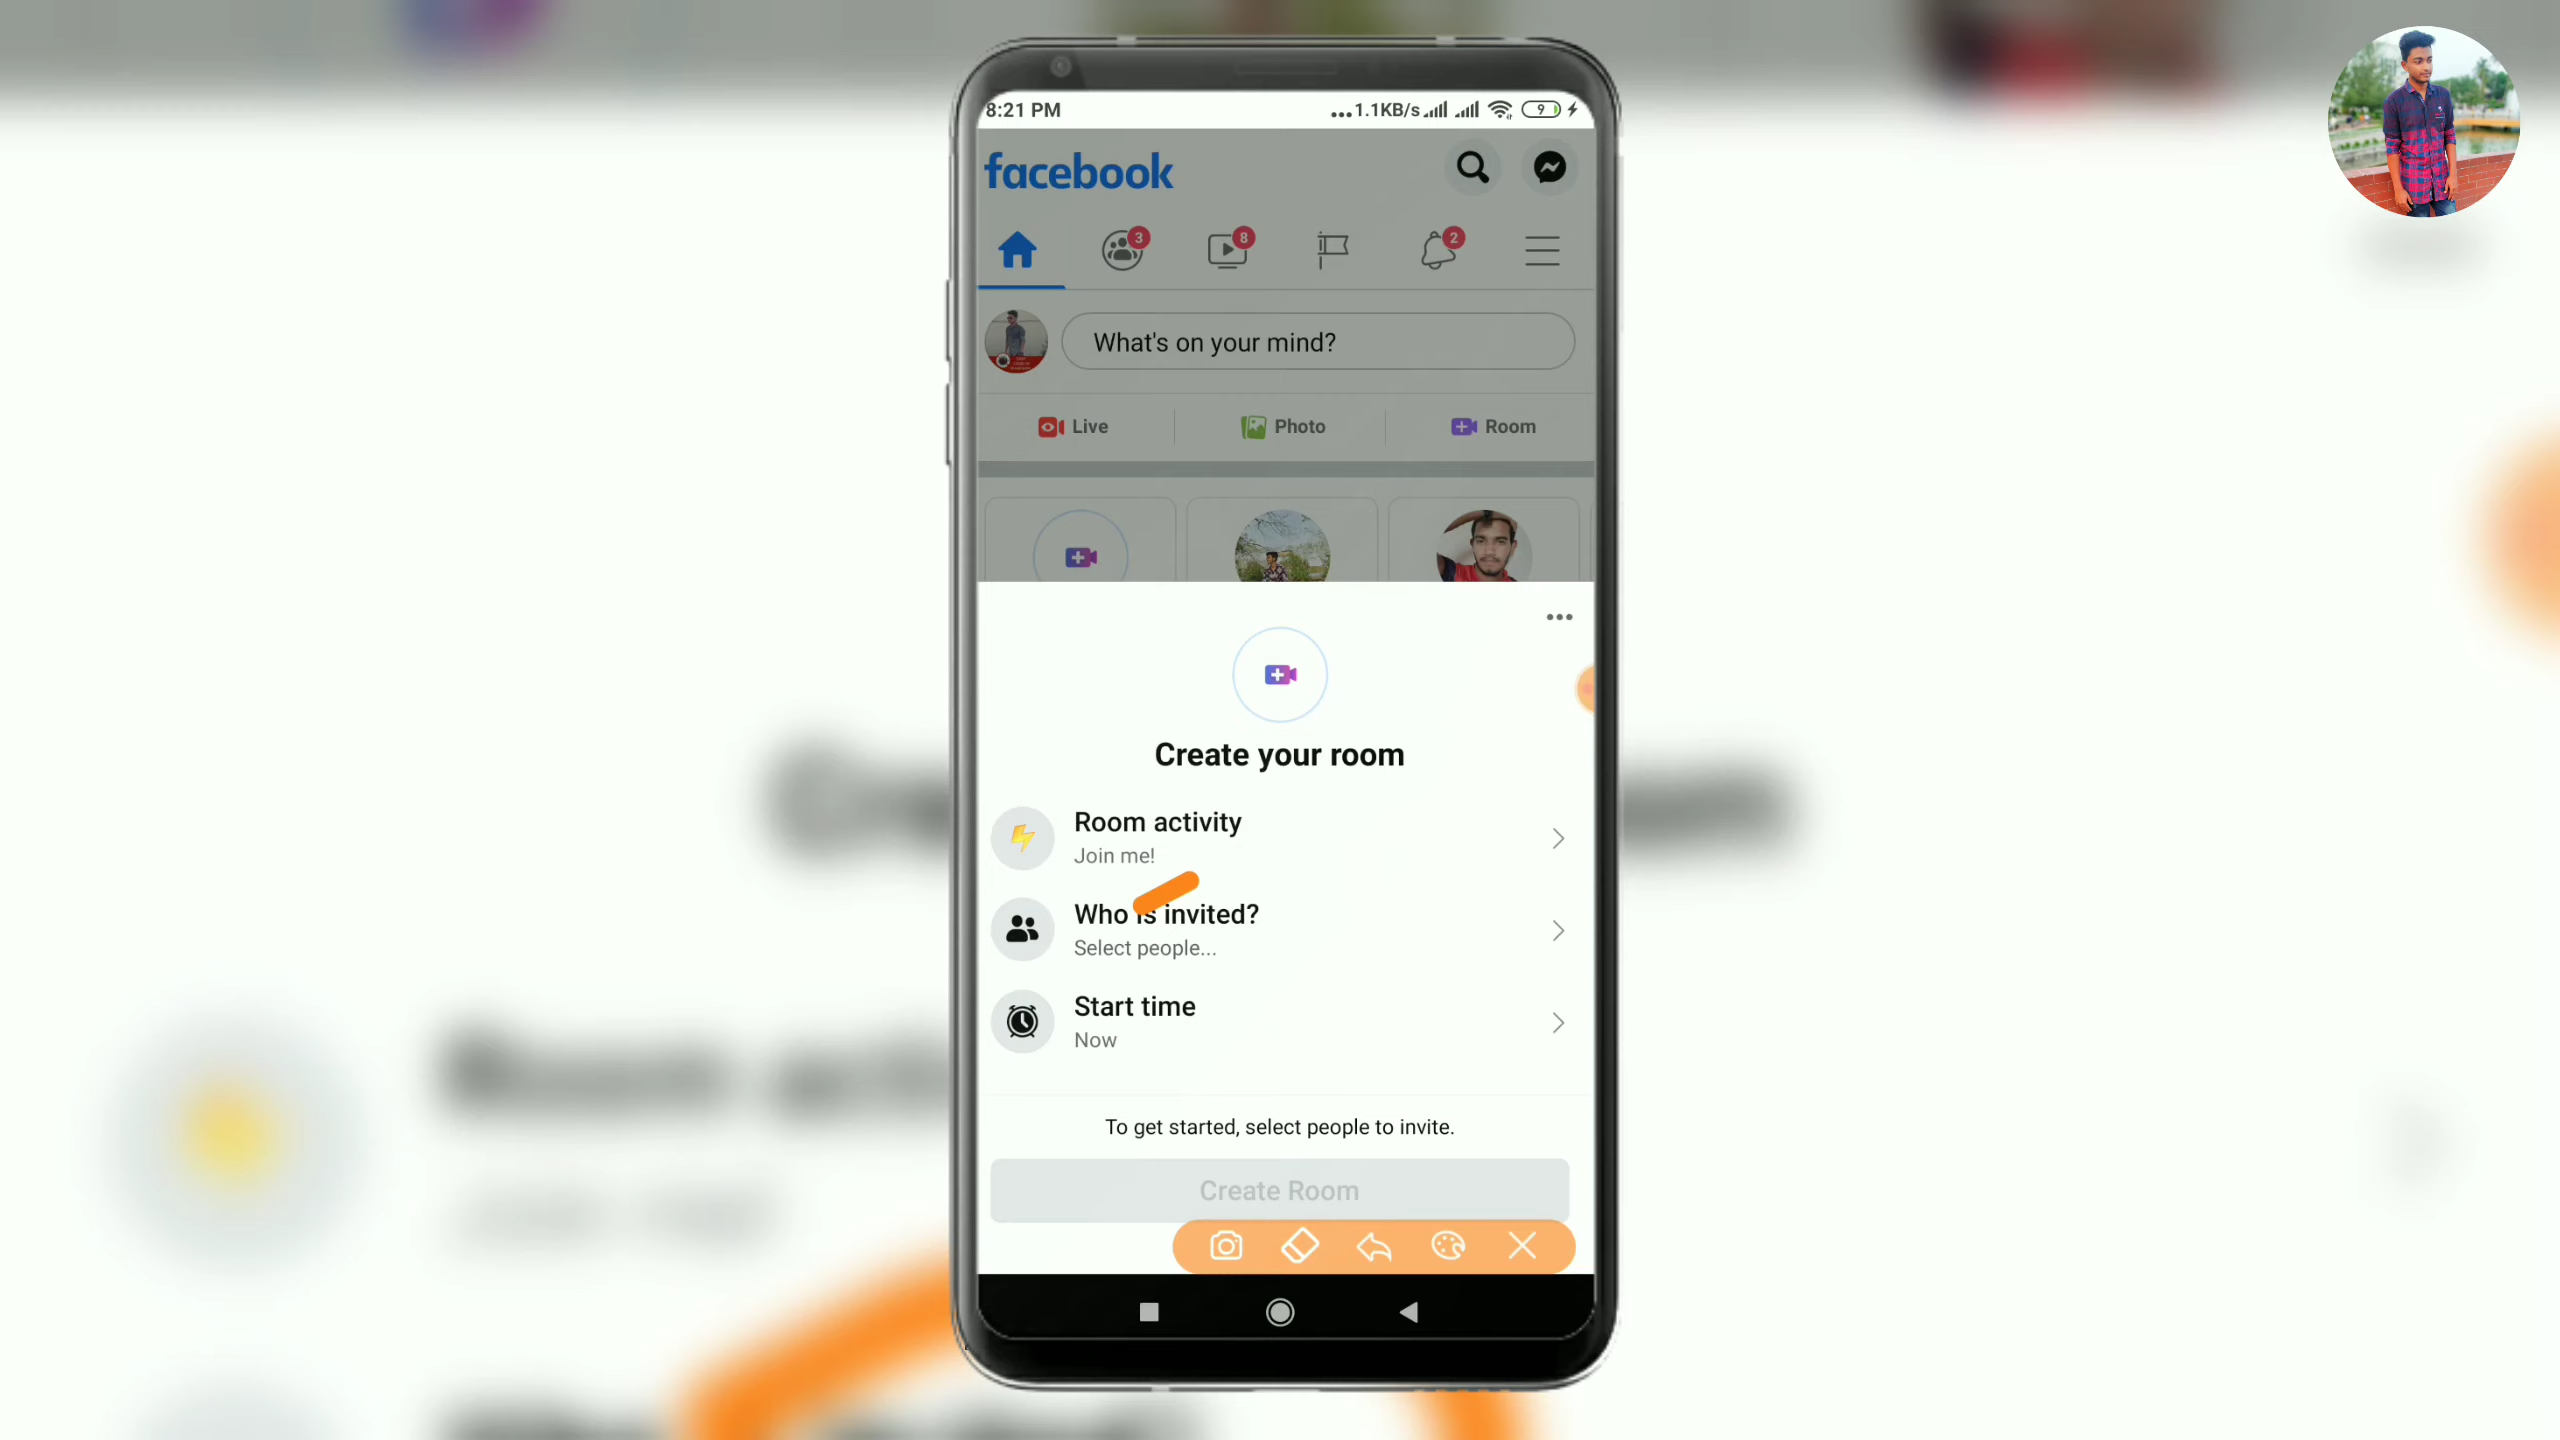 8:21 PM
...1.1KB/s
9
facebook
3
8
2
What's on your mind?
Live
Photo
Room
Create your room
Room activity
Join me!
Who is invited?
Select people...
Start time
Now
To get started, select people to invite.
Create Room